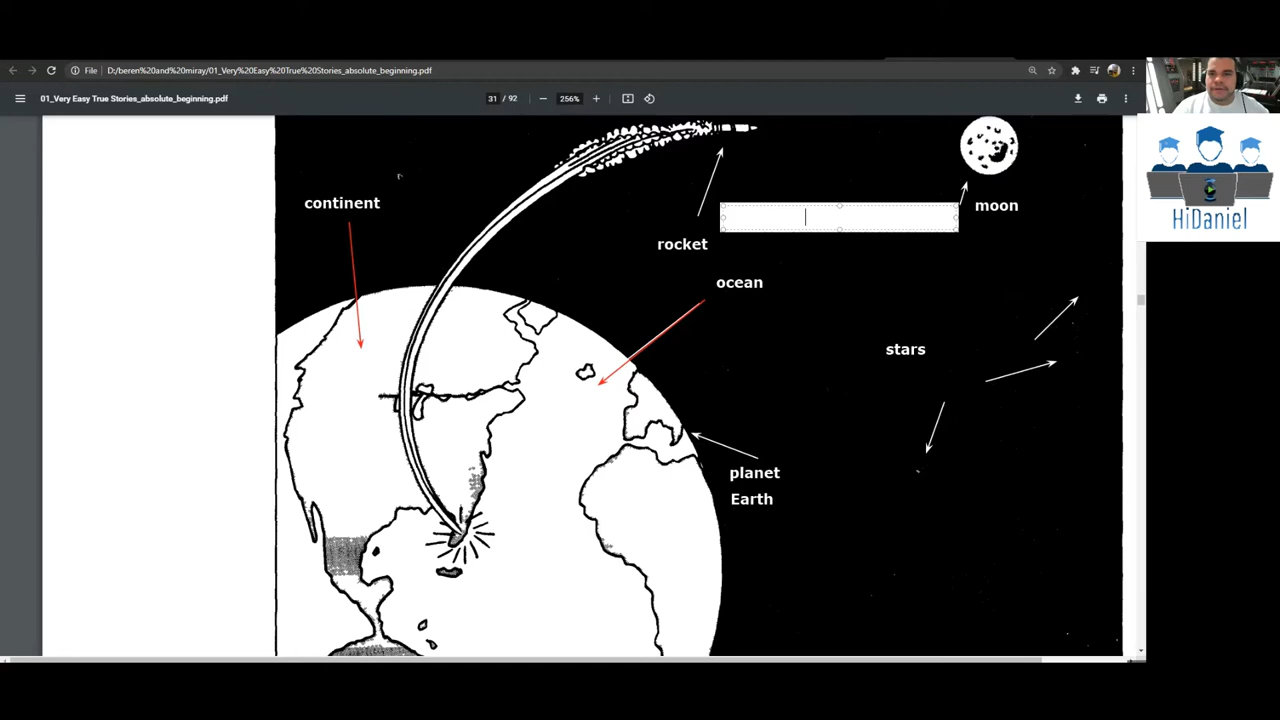 File
D:/beren%20and%20miray/01_Very%20Easy%20True%20Stories_absolute_beginning.pdf
01_Very Easy True Stories_absolute_beginning.pdf
31 / 92
256%
continent
moon
rocket
ocean
stars
planet
Earth
HiDaniel